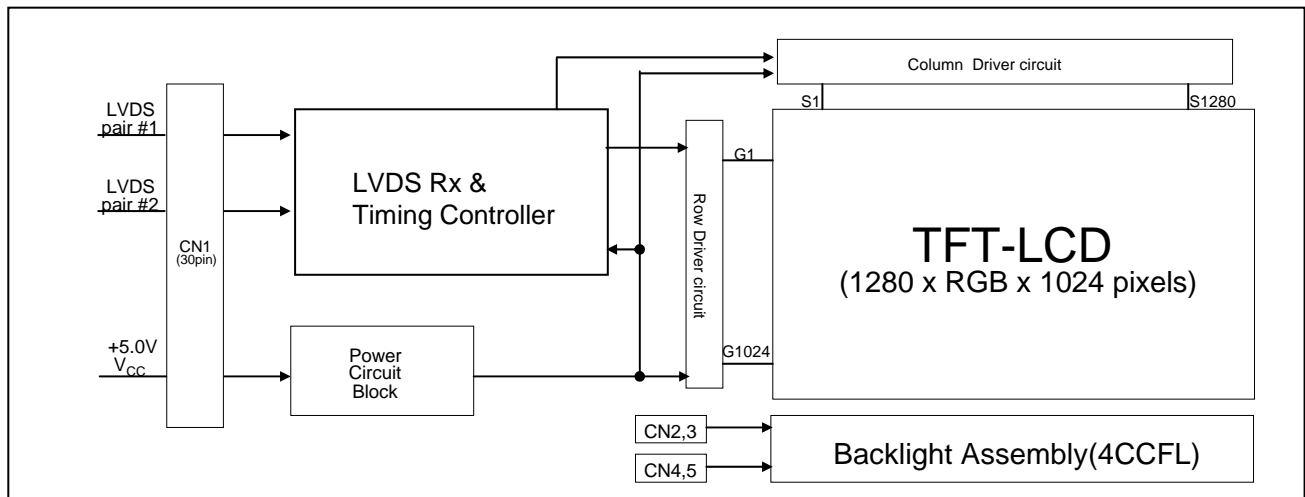 Column Driver circuit
S1
S1280
LVDS
pair #1
LVDS
pair #2
CN1
(30pin)
+5.0V
VCC
LVDS Rx &
Timing Controller
Power
Circuit
Block
Row Driver circuit
G1
G1024
TFT-LCD
(1280 x RGB x 1024 pixels)
CN2,3
CN4,5
Backlight Assembly(4CCFL)